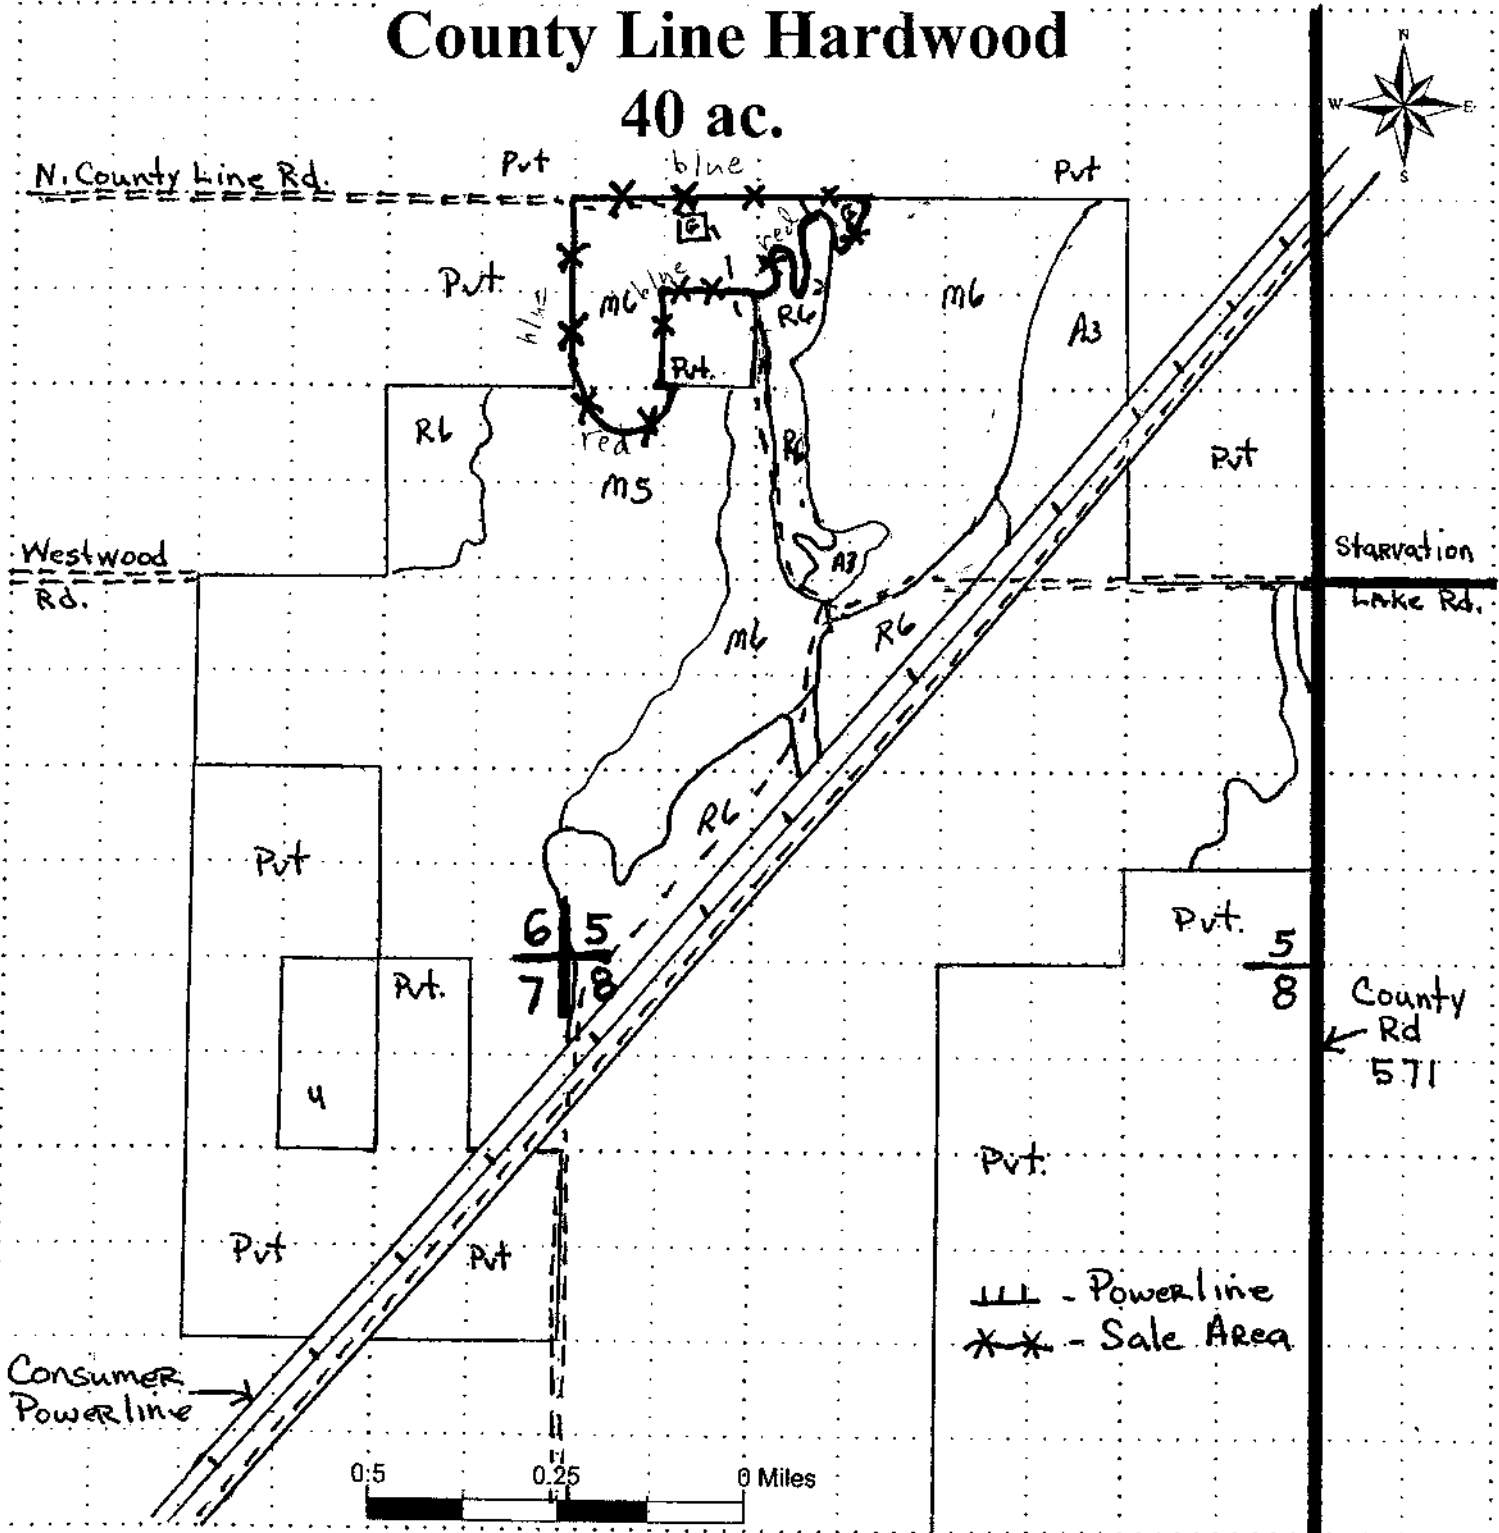 County Line Hardwood
40 ac.
N
W E
S
N. County Line Rd.
Pvt
blue
Pvt
G
red
Pvt.
blue
M6
blue
R6
M6
A3
Pvt.
R6
red
M5
R6
Pvt
Westwood
Rd.
A3
Starvation
Lake Rd.
M6
R6
R6
Pvt
6 5
7 8
Pvt.
5
8
Pvt.
County
Rd
571
U
Pvt.
Pvt
Pvt
Powerline
Sale Area
Consumer
Powerline
0.5 0.25 0 Miles